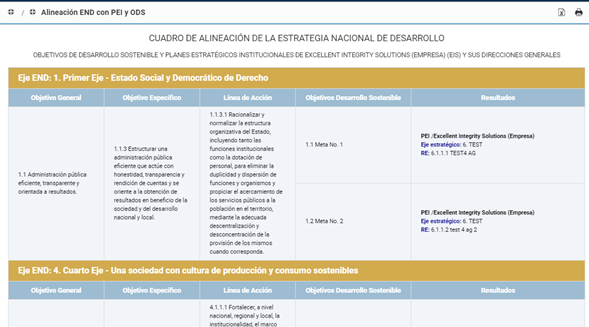 / Alineación END con PEI y ODS
CUADRO DE ALINEACIÓN DE LA ESTRATEGIA NACIONAL DE DESARROLLO
OBJETIVOS DE DESARROLLO SOSTENIBLE Y PLANES ESTRATÉGICOS INSTITUCIONALES DE EXCELLENT INTEGRITY SOLUTIONS (EMPRESA) (EIS) Y SUS DIRECCIONES GENERALES
Eje END: 1. Primer Eje - Estado Social y Democrático de Derecho
Objetivo General
Objetivo Específico
Línea de Acción
Objetivos Desarrollo Sostenible
Resultados
1.1 Administración pública
eficiente, transparente y
orientada a resultados.
1.1.3 Estructurar una
administración pública
eficiente que actúe con
honestidad, transparencia y
rendición de cuentas y se
oriente a la obtención de
resultados en beneficio de la
sociedad y del desarrollo
nacional y local.
1.1.3.1 Racionalizar y
normalizar la estructura
organizativa del Estado,
incluyendo tanto las
funciones institucionales
como la dotación de
personal, para eliminar la
duplicidad y dispersión de
funciones y organismos y
propiciar el acercamiento de
los servicios públicos a la
población en el territorio,
mediante la adecuada
descentralización y
desconcentración de la
provisión de los mismos
cuando corresponda.
1.1 Meta No. 1
PEI /Excellent Integrity Solutions (Empresa)
Eje estratégico: 6. TEST
RE: 6.1.1.1 TEST4 AG
1.2 Meta No. 2
PEI /Excellent Integrity Solutions (Empresa)
Eje estratégico: 6. TEST
RE: 6.1.1.2 test 4 ag 2
Eje END: 4. Cuarto Eje - Una sociedad con cultura de producción y consumo sostenibles
Objetivo General
Objetivo Específico
Línea de Acción
Objetivos Desarrollo Sostenible
Resultados
4.1.1.1 Fortalecer, a nivel
nacional, regional y local, la
institucionalidad, el marco